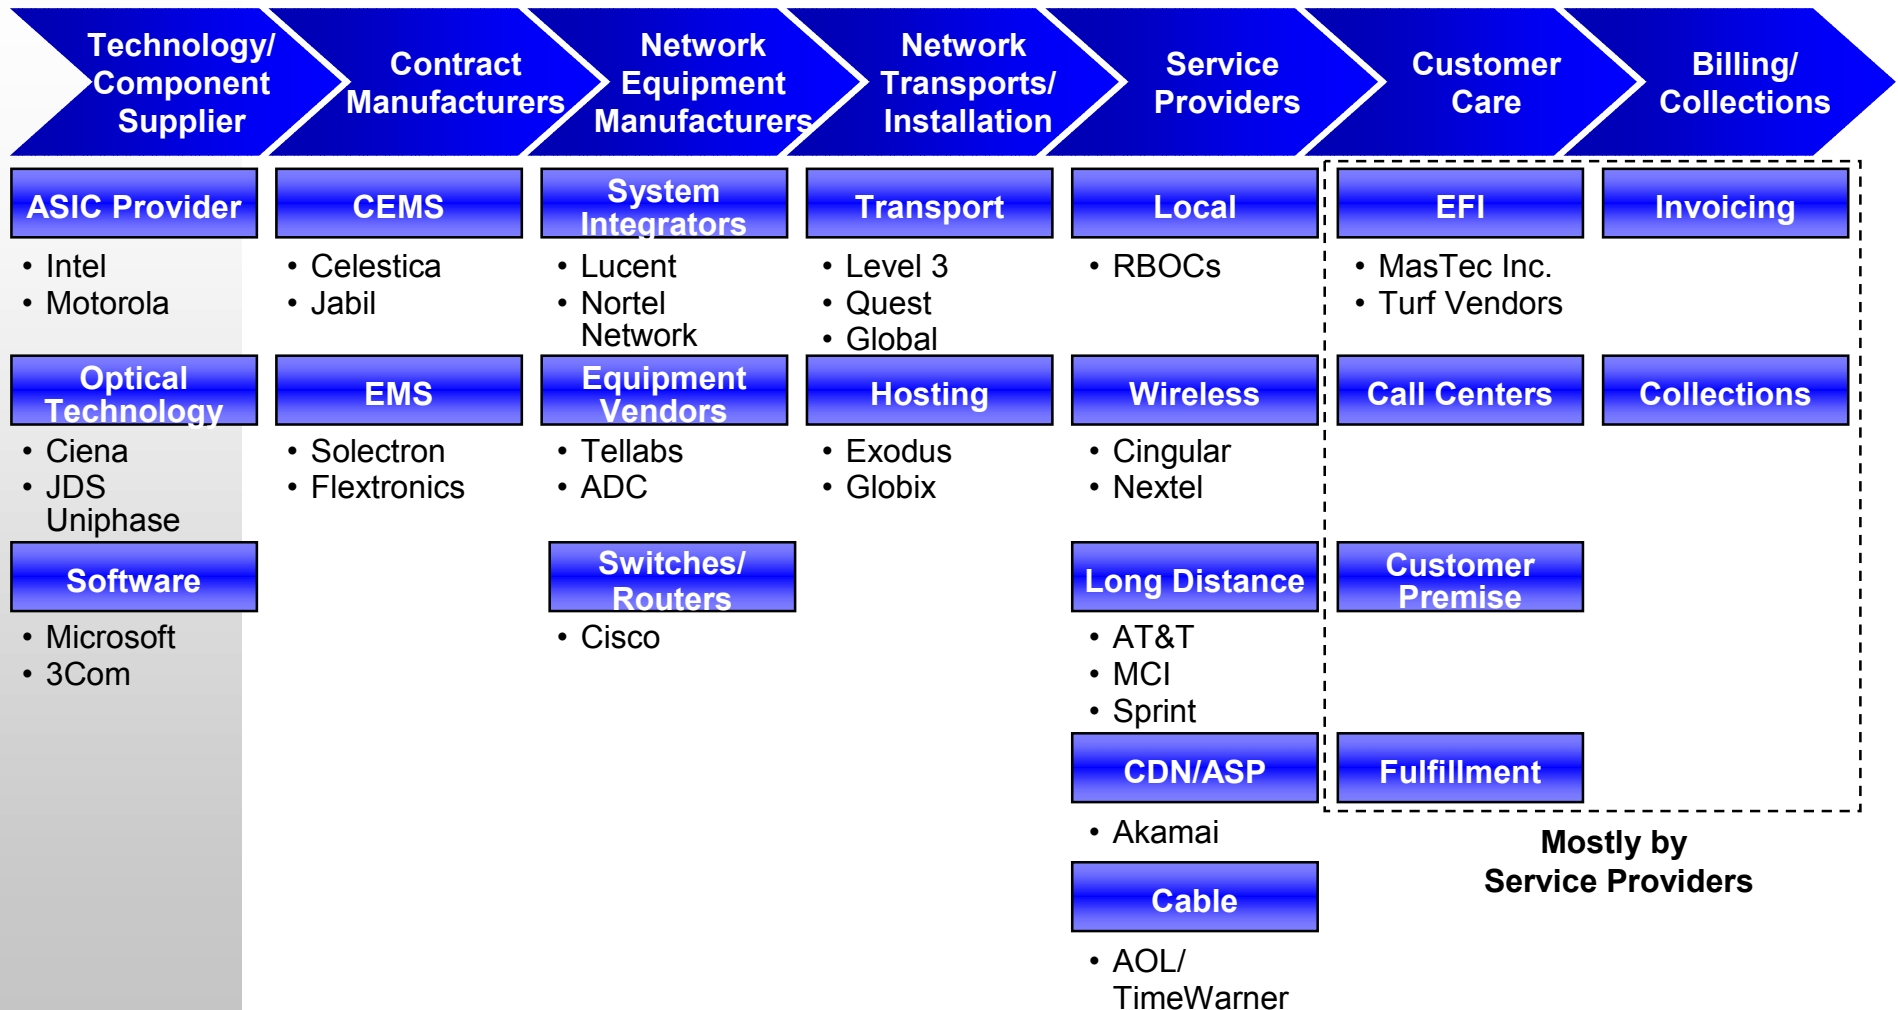 Technology/
Component
Supplier
Contract
Manufacturers
Network
Equipment
Manufacturers
Network
Transports/
Installation
Service
Providers
Customer
Care
Billing/
Collections
ASIC Provider
• Intel
• Motorola
Optical
Technology
• Ciena
• JDS
Uniphase
Software
• Microsoft
• 3Com
CEMS
• Celestica
• Jabil
EMS
• Solectron
• Flextronics
System
Integrators
• Lucent
• Nortel
Network
Equipment
Vendors
• Tellabs
• ADC
Switches/
Routers
• Cisco
Transport
• Level 3
• Quest
• Global
Hosting
• Exodus
• Globix
Local
• RBOCs
Wireless
• Cingular
• Nextel
Long Distance
• AT&T
• MCI
• Sprint
CDN/ASP
• Akamai
Cable
• AOL/
TimeWarner
EFI
• MasTec Inc.
• Turf Vendors
Call Centers
Customer
Premise
Fulfillment
Invoicing
Collections
Mostly by
Service Providers